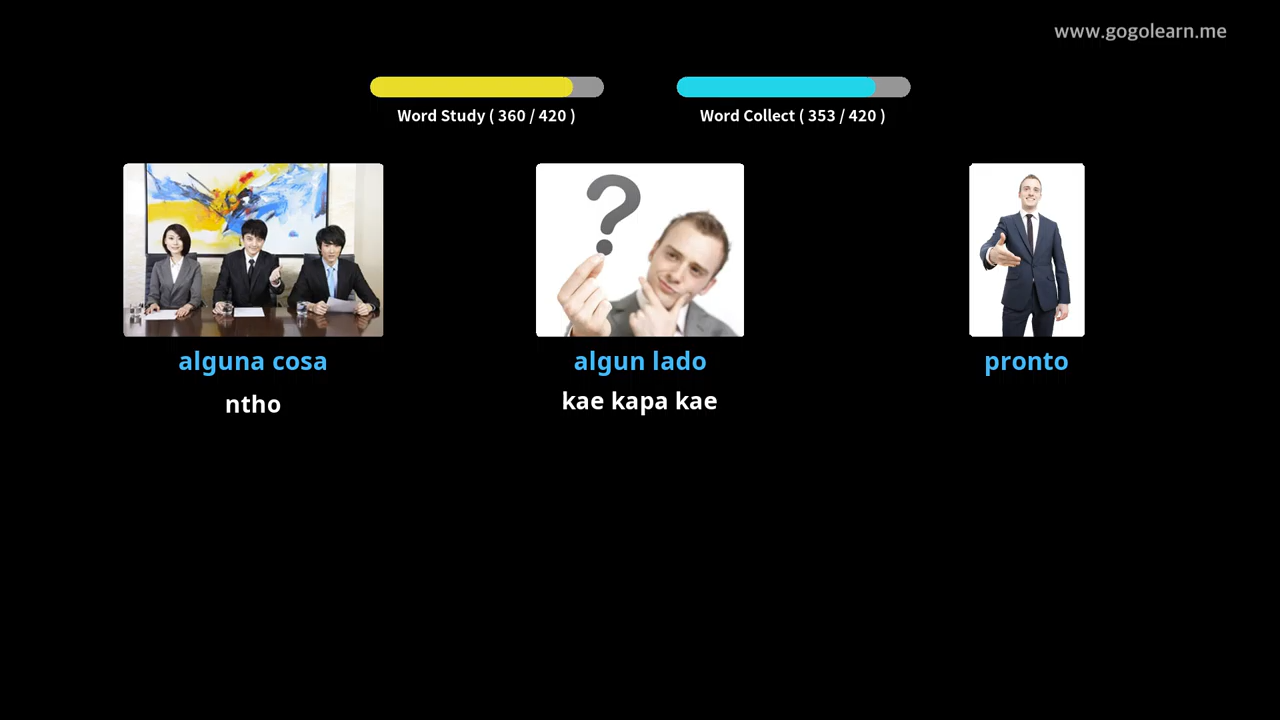 www.gogolearn.me
Word Study ( 360 / 420 )
Word Collect ( 353 / 420 )
alguna cosa
algun lado
pronto
ntho
kae kapa kae